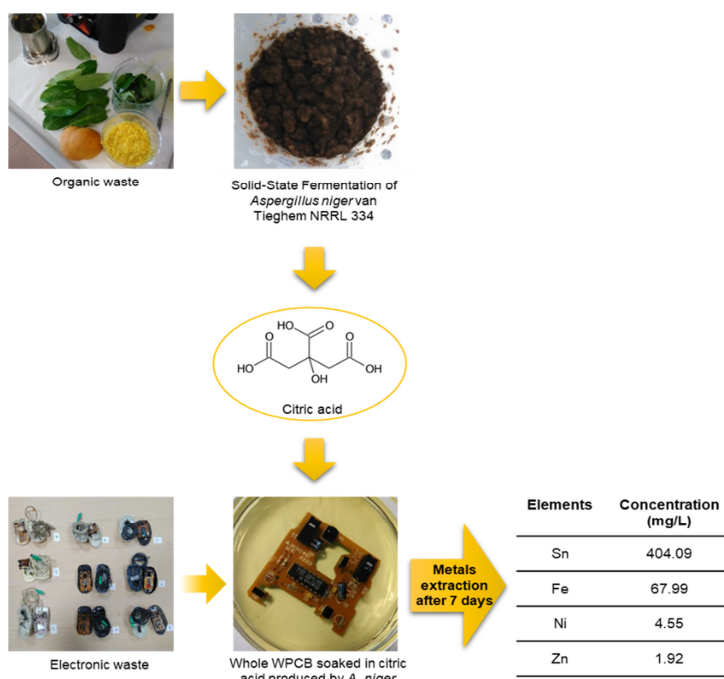 Organic waste
Solid-State Fermentation of
Aspergillus niger van
Tieghem NRRL 334
O
HO
O
O
HO
OH
OH
Citric acid
Electronic waste
Whole WPCB soaked in citric
acid produced by A. niger
Metals
extraction
after 7 days
Elements Concentration
(mg/L)
Sn 404.09
Fe 67.99
Ni 4.55
Zn 1.92